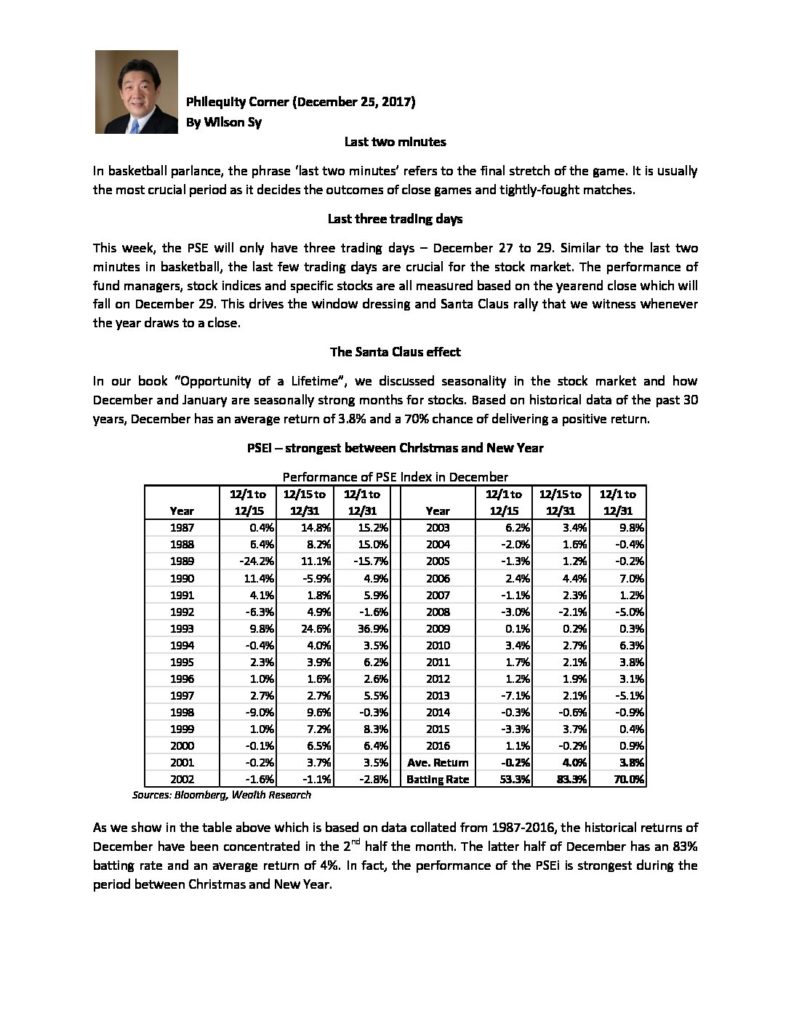 Philequity Corner (December 25, 2017)
By Wilson Sy
Last two minutes
In basketball parlance, the phrase ‘last two minutes’ refers to the final stretch of the game. It is usually
the most crucial period as it decides the outcomes of close games and tightly-fought matches.
Last three trading days
This week, the PSE will only have three trading days – December 27 to 29. Similar to the last two
minutes in basketball, the last few trading days are crucial for the stock market. The performance of
fund managers, stock indices and specific stocks are all measured based on the yearend close which will
fall on December 29. This drives the window dressing and Santa Claus rally that we witness whenever
the year draws to a close.
The Santa Claus effect
In our book “Opportunity of a Lifetime”, we discussed seasonality in the stock market and how
December and January are seasonally strong months for stocks. Based on historical data of the past 30
years, December has an average return of 3.8% and a 70% chance of delivering a positive return.
PSEi – strongest between Christmas and New Year
Performance of PSE Index in December
12/1 to 12/15 to 12/1 to 12/1 to 12/15 to 12/1 to
Year 12/15 12/31 12/31 Year 12/15 12/31 12/31
1987 0.4% 14.8% 15.2% 2003 6.2% 3.4% 9.8%
1988 6.4% 8.2% 15.0% 2004 -2.0% 1.6% -0.4%
1989 -24.2% 11.1% -15.7% 2005 -1.3% 1.2% -0.2%
1990 11.4% -5.9% 4.9% 2006 2.4% 4.4% 7.0%
1991 4.1% 1.8% 5.9% 2007 -1.1% 2.3% 1.2%
1992 -6.3% 4.9% -1.6% 2008 -3.0% -2.1% -5.0%
1993 9.8% 24.6% 36.9% 2009 0.1% 0.2% 0.3%
1994 -0.4% 4.0% 3.5% 2010 3.4% 2.7% 6.3%
1995 2.3% 3.9% 6.2% 2011 1.7% 2.1% 3.8%
1996 1.0% 1.6% 2.6% 2012 1.2% 1.9% 3.1%
1997 2.7% 2.7% 5.5% 2013 -7.1% 2.1% -5.1%
1998 -9.0% 9.6% -0.3% 2014 -0.3% -0.6% -0.9%
1999 1.0% 7.2% 8.3% 2015 -3.3% 3.7% 0.4%
2000 -0.1% 6.5% 6.4% 2016 1.1% -0.2% 0.9%
2001 -0.2% 3.7% 3.5% Ave. Return -0.2% 4.0% 3.8%
2002 -1.6% -1.1% -2.8% Batting Rate 53.3% 83.3% 70.0%
Sources: Bloomberg, Wealth Research
As we show in the table above which is based on data collated from 1987-2016, the historical returns of
December have been concentrated in the 2nd half the month. The latter half of December has an 83%
batting rate and an average return of 4%. In fact, the performance of the PSEi is strongest during the
period between Christmas and New Year.